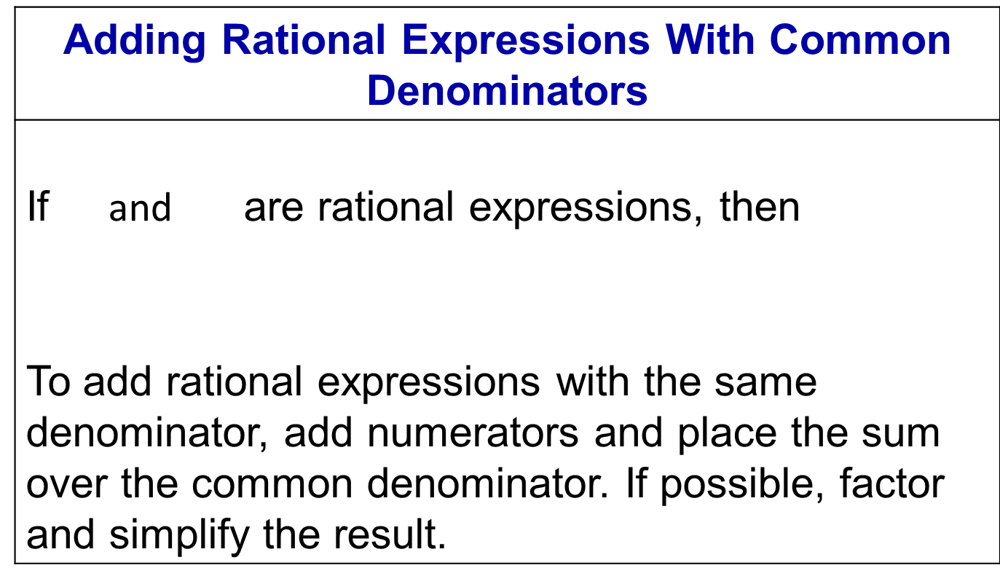 Adding Rational Expressions With Common
Denominators
If and are rational expressions, then
To add rational expressions with the same
denominator, add numerators and place the sum
over the common denominator. If possible, factor
and simplify the result.